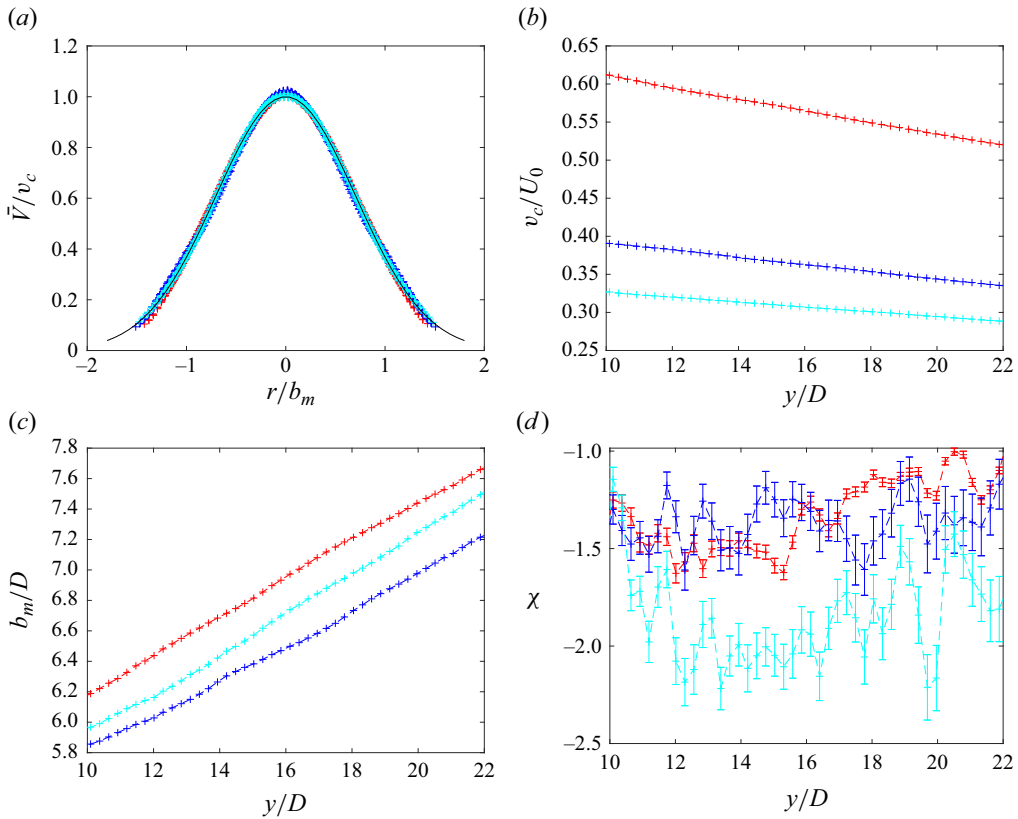 (a)
1.2
1.0
0.8
0.6
0.4
0.2
0
−2 −1 0 1 2
V̄/v_c
r/b_m
(b)
0.65
0.60
0.55
0.50
0.40
0.35
0.30
0.25
10 12 14 16 18 20 22
v_c/U_0
y/D
(c)
7.8
7.6
7.4
7.2
7.0
6.8
6.6
6.4
6.2
6.0
5.8
10 12 14 16 18 20 22
b_m/D
y/D
(d)
−1.0
−1.5
−2.0
−2.5
10 12 14 16 18 20 22
χ
y/D